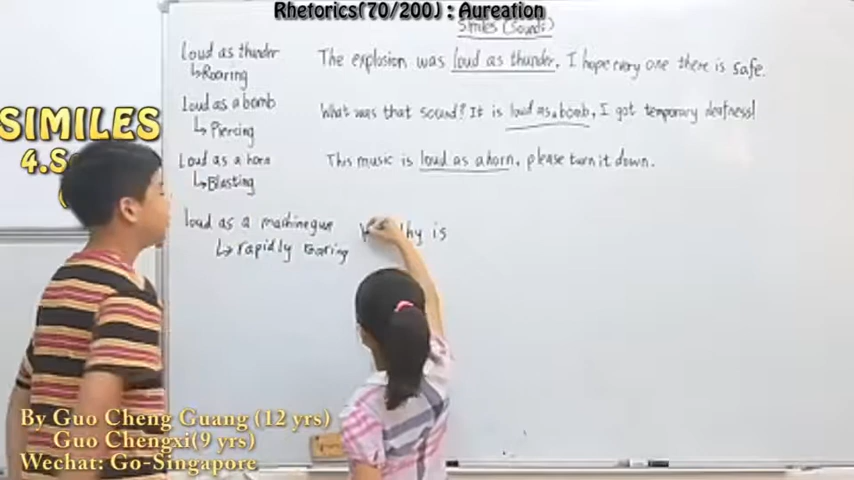 Rhetorics(70/200) : Aureation
Similes (Sounds)
Loud as thunder The explosion was loud as thunder, I hope every one there is safe.
↳Roaring
Loud as a bomb What was that sound? It is loud as a bomb, I got temporary deafness!
↳Piercing
Loud as a horn This music is loud as a horn, please turn it down.
↳Blasting
SIMILES
4.S
loud as a machinegun hy is
↳rapidly
By Guo Cheng Guang (12 yrs)
Guo Chengxi(9 yrs)
Wechat: Go-Singapore